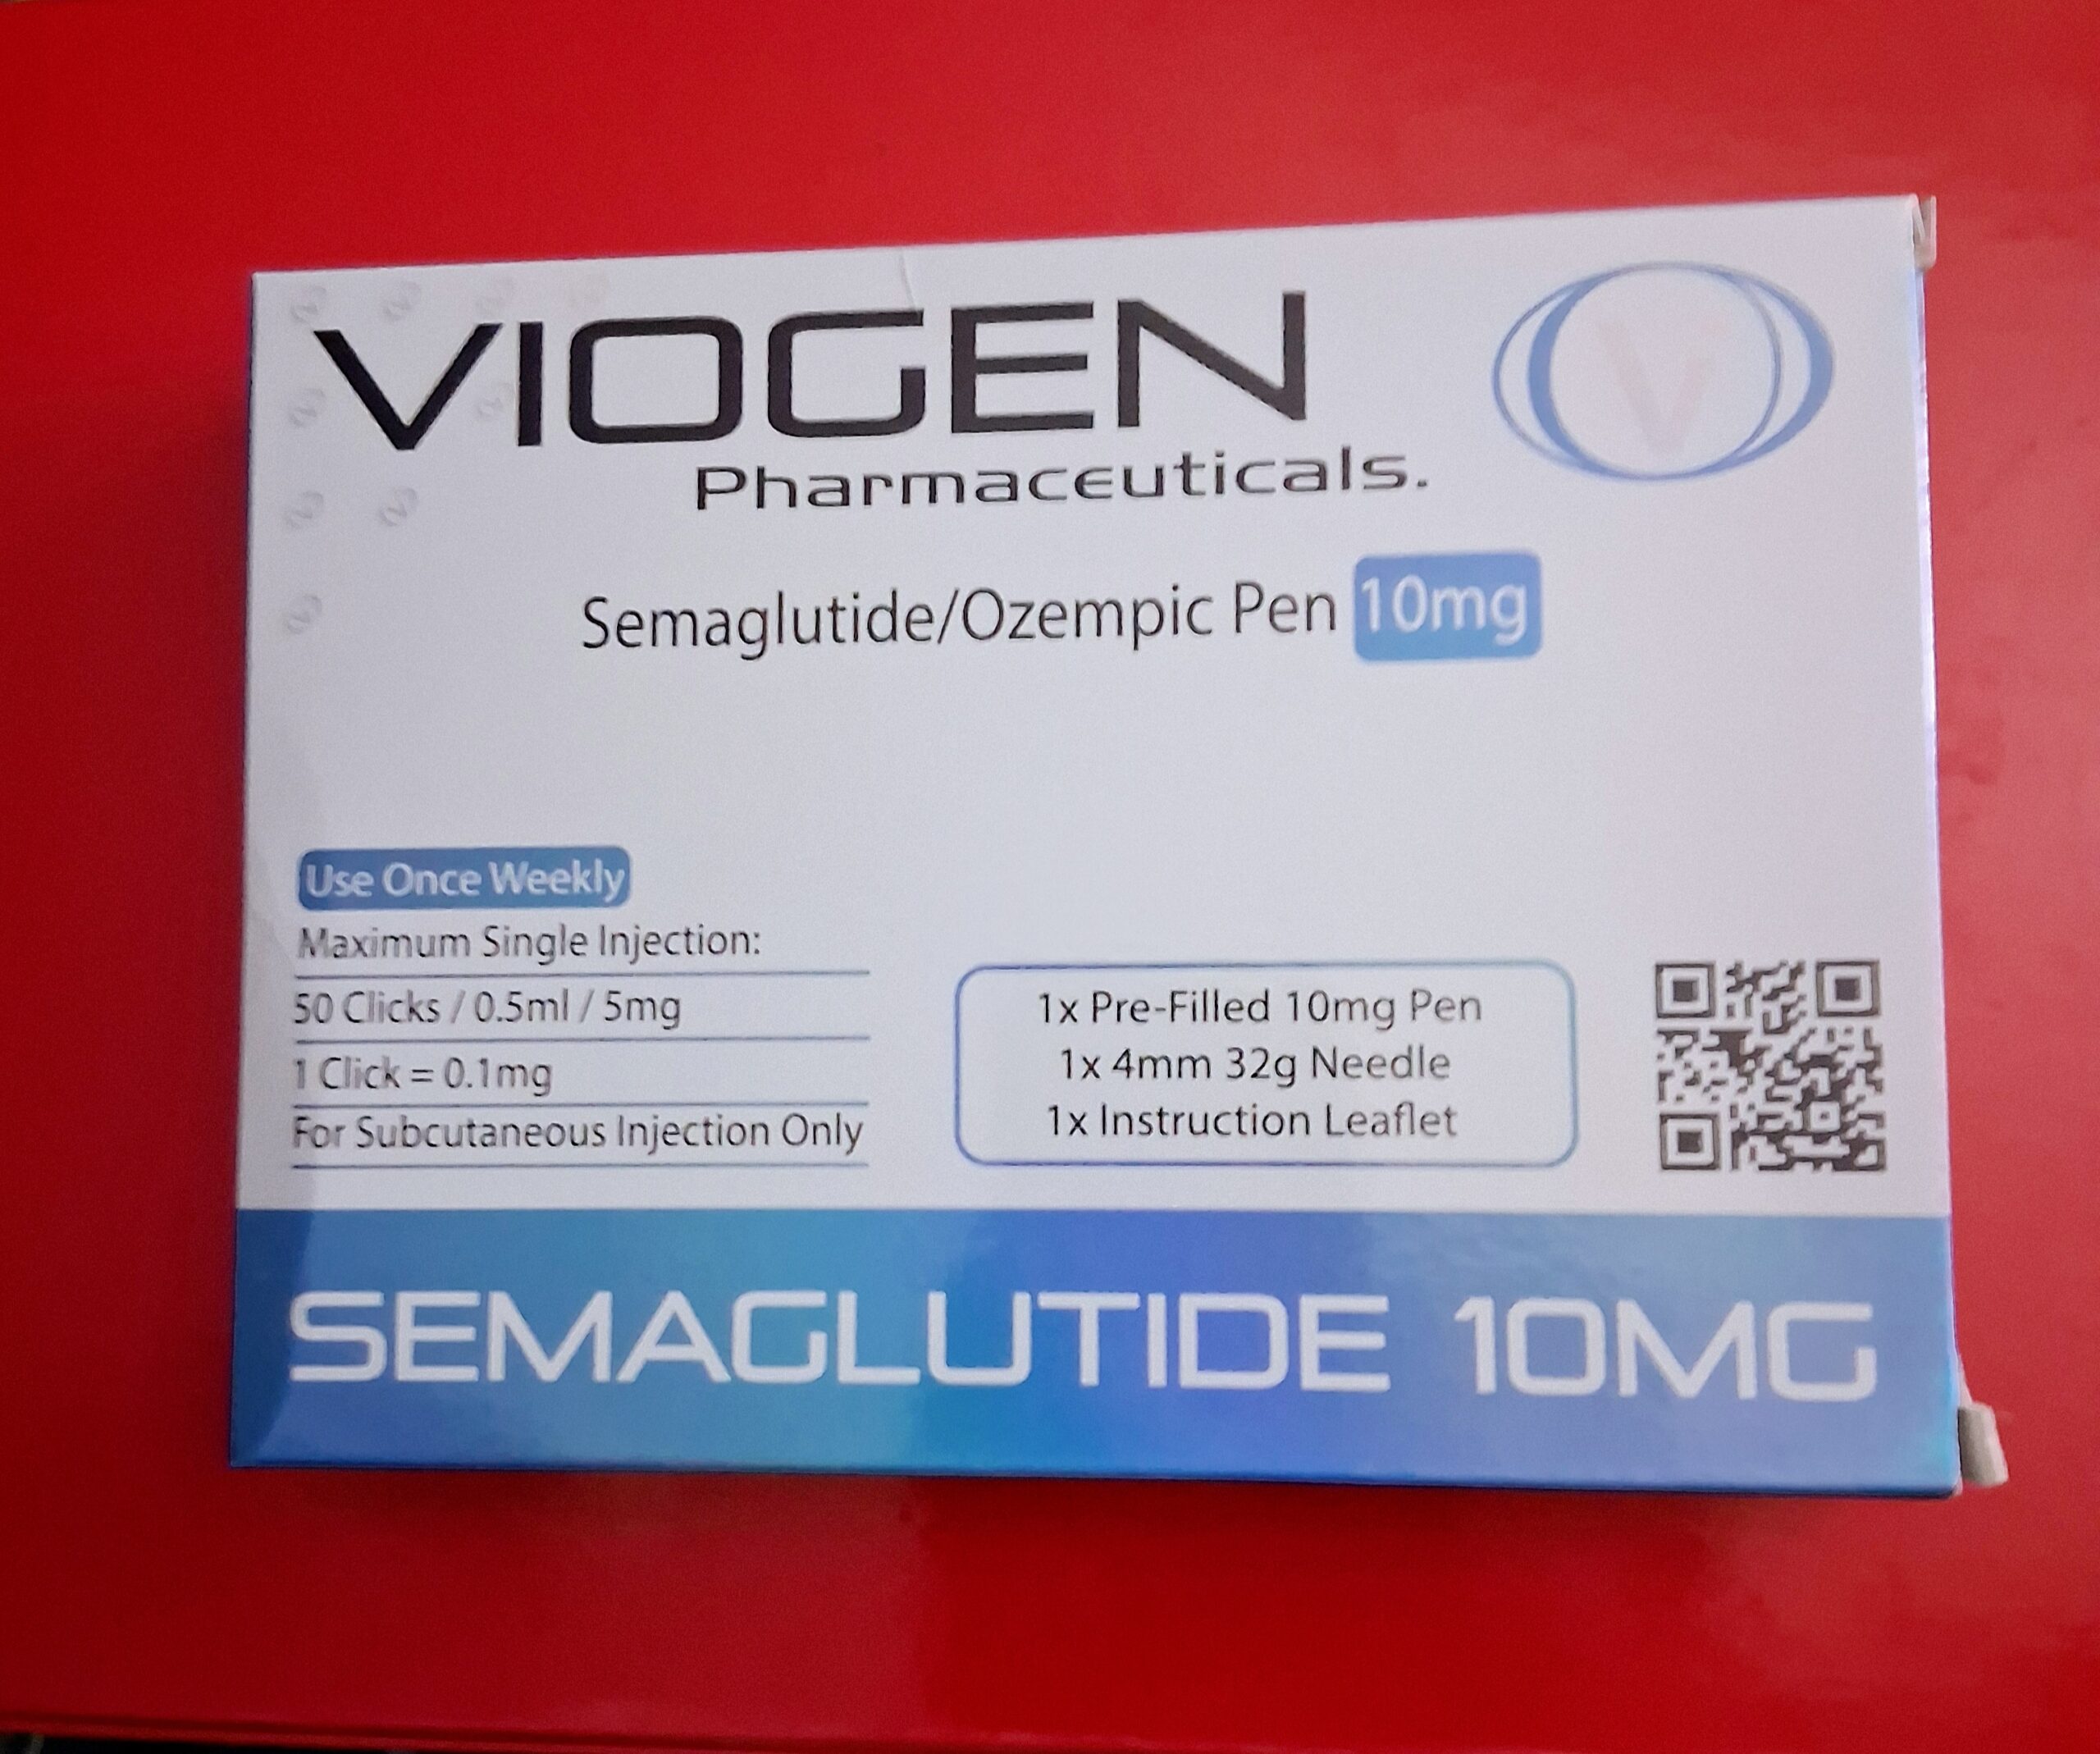 VIOGEN
Pharmaceuticals.
V
Semaglutide/Ozempic Pen 10mg
Use Once Weekly
Maximum Single Injection:
50 Clicks / 0.5ml / 5mg
1 Click = 0.1mg
For Subcutaneous Injection Only
1x Pre-Filled 10mg Pen
1x 4mm 32g Needle
1x Instruction Leaflet
SEMAGLUTIDE 10MG